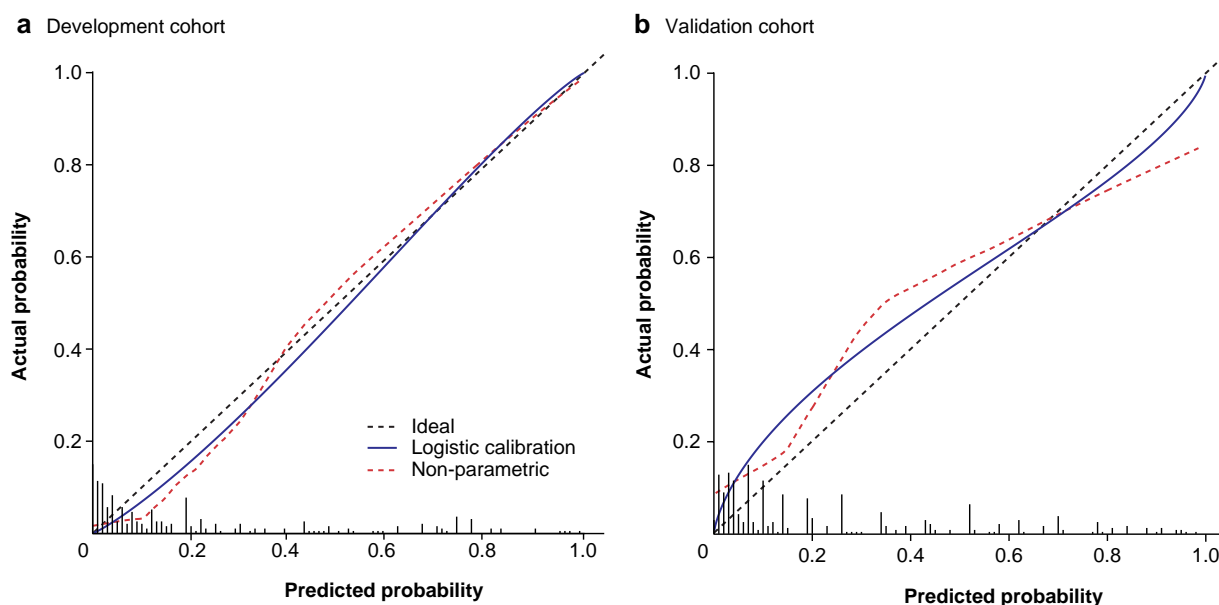 a Development cohort
1.0
0.8
0.6
0.4
0.2
0
0.2
0.4
0.6
0.8
1.0
Actual probability
Predicted probability
Ideal
Logistic calibration
Non-parametric
b Validation cohort
1.0
0.8
0.6
0.4
0.2
0
0.2
0.4
0.6
0.8
1.0
Actual probability
Predicted probability